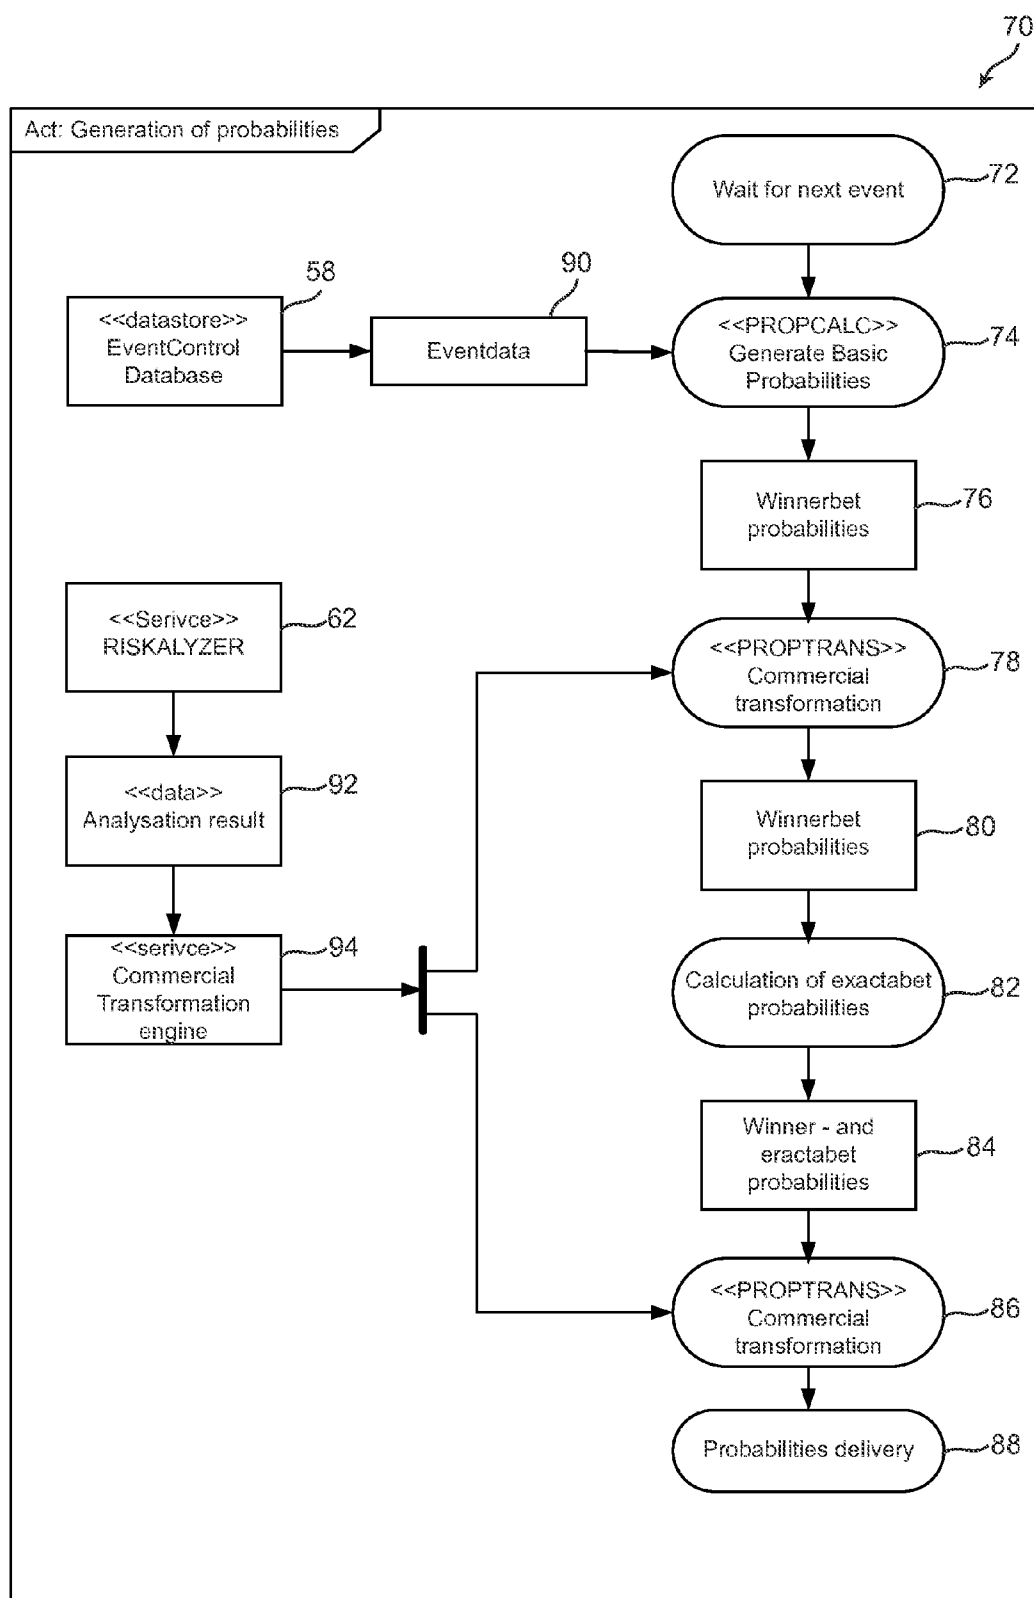 70
Act: Generation of probabilities
Wait for next event
72
58
90
<<datastore>>
EventControl
Database
Eventdata
<<PROPCALC>>
Generate Basic
Probabilities
74
Winnerbet
probabilities
76
<<Serivce>>
RISKALYZER
62
<<PROPTRANS>>
Commercial
transformation
78
<<data>>
Analysation result
92
Winnerbet
probabilities
80
<<serivce>>
Commercial
Transformation
engine
94
Calculation of exactabet
probabilities
82
Winner - and
eractabet
probabilities
84
<<PROPTRANS>>
Commercial
transformation
86
Probabilities delivery
88